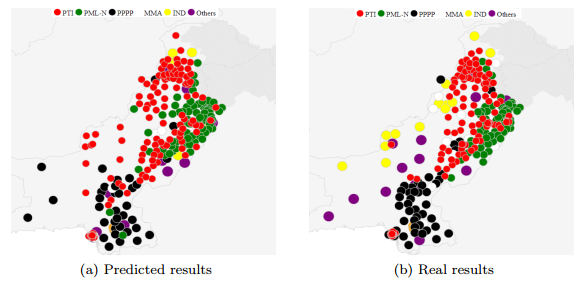 PTI PML-N PPPP MMA IND Others
PTI PML-N PPPP MMA IND Others
(a) Predicted results
(b) Real results